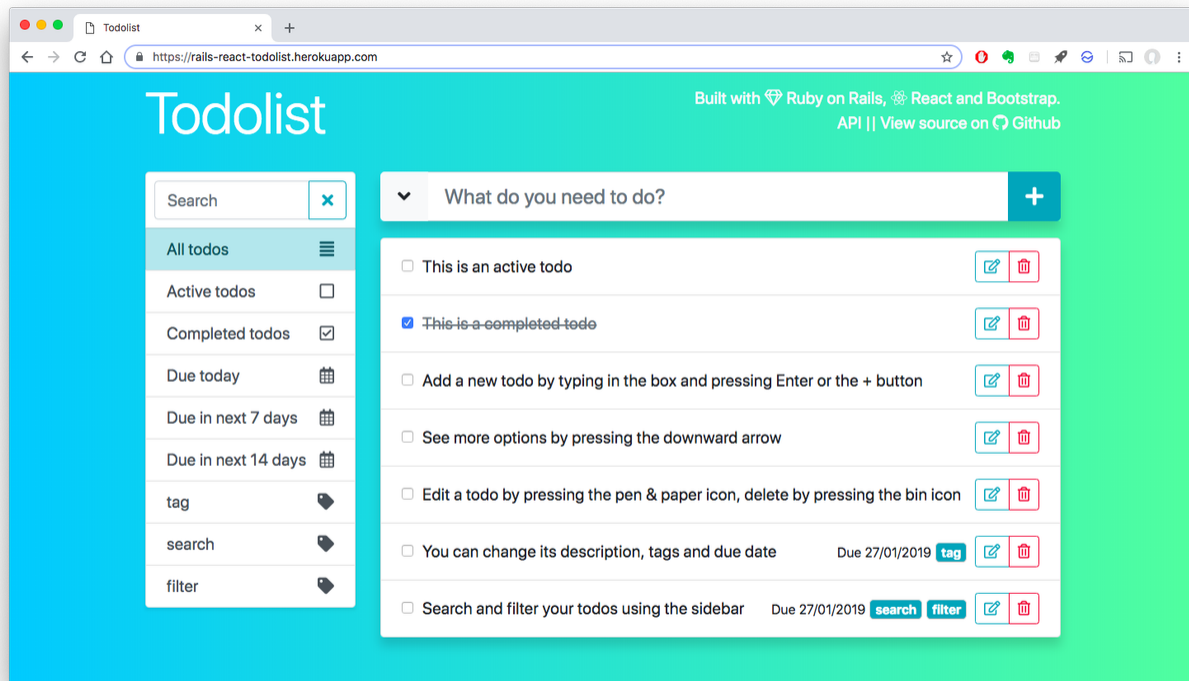 Todolist
https://rails-react-todolist.herokuapp.com
Todolist
Built with Ruby on Rails, React and Bootstrap.
API || View source on Github
Search
All todos
Active todos
Completed todos
Due today
Due in next 7 days
Due in next 14 days
tag
search
filter
What do you need to do?
This is an active todo
This is a completed todo
Add a new todo by typing in the box and pressing Enter or the + button
See more options by pressing the downward arrow
Edit a todo by pressing the pen & paper icon, delete by pressing the bin icon
You can change its description, tags and due date Due 27/01/2019 tag
Search and filter your todos using the sidebar Due 27/01/2019 search filter